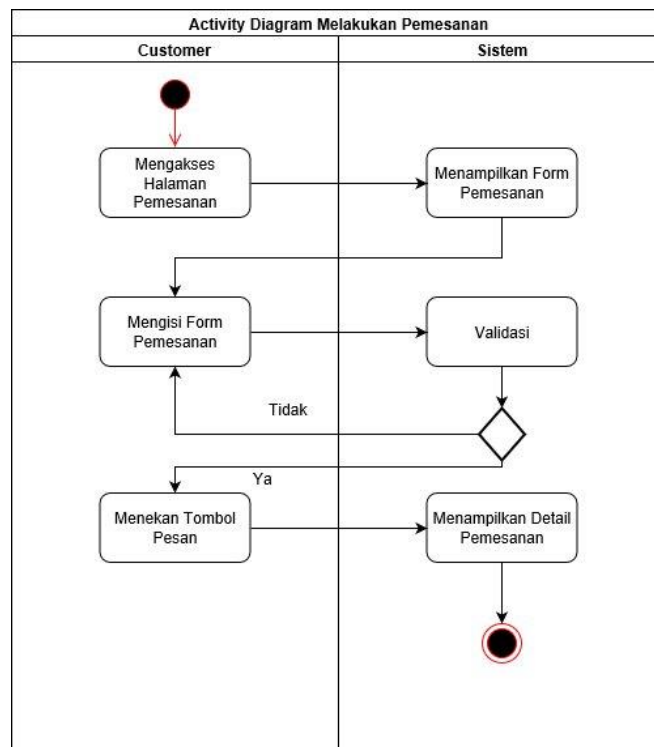 Activity Diagram Melakukan Pemesanan
Customer
Sistem
Mengakses
Halaman
Pemesanan
Menampilkan Form
Pemesanan
Mengisi Form
Pemesanan
Validasi
Tidak
Ya
Menekan Tombol
Pesan
Menampilkan Detail
Pemesanan